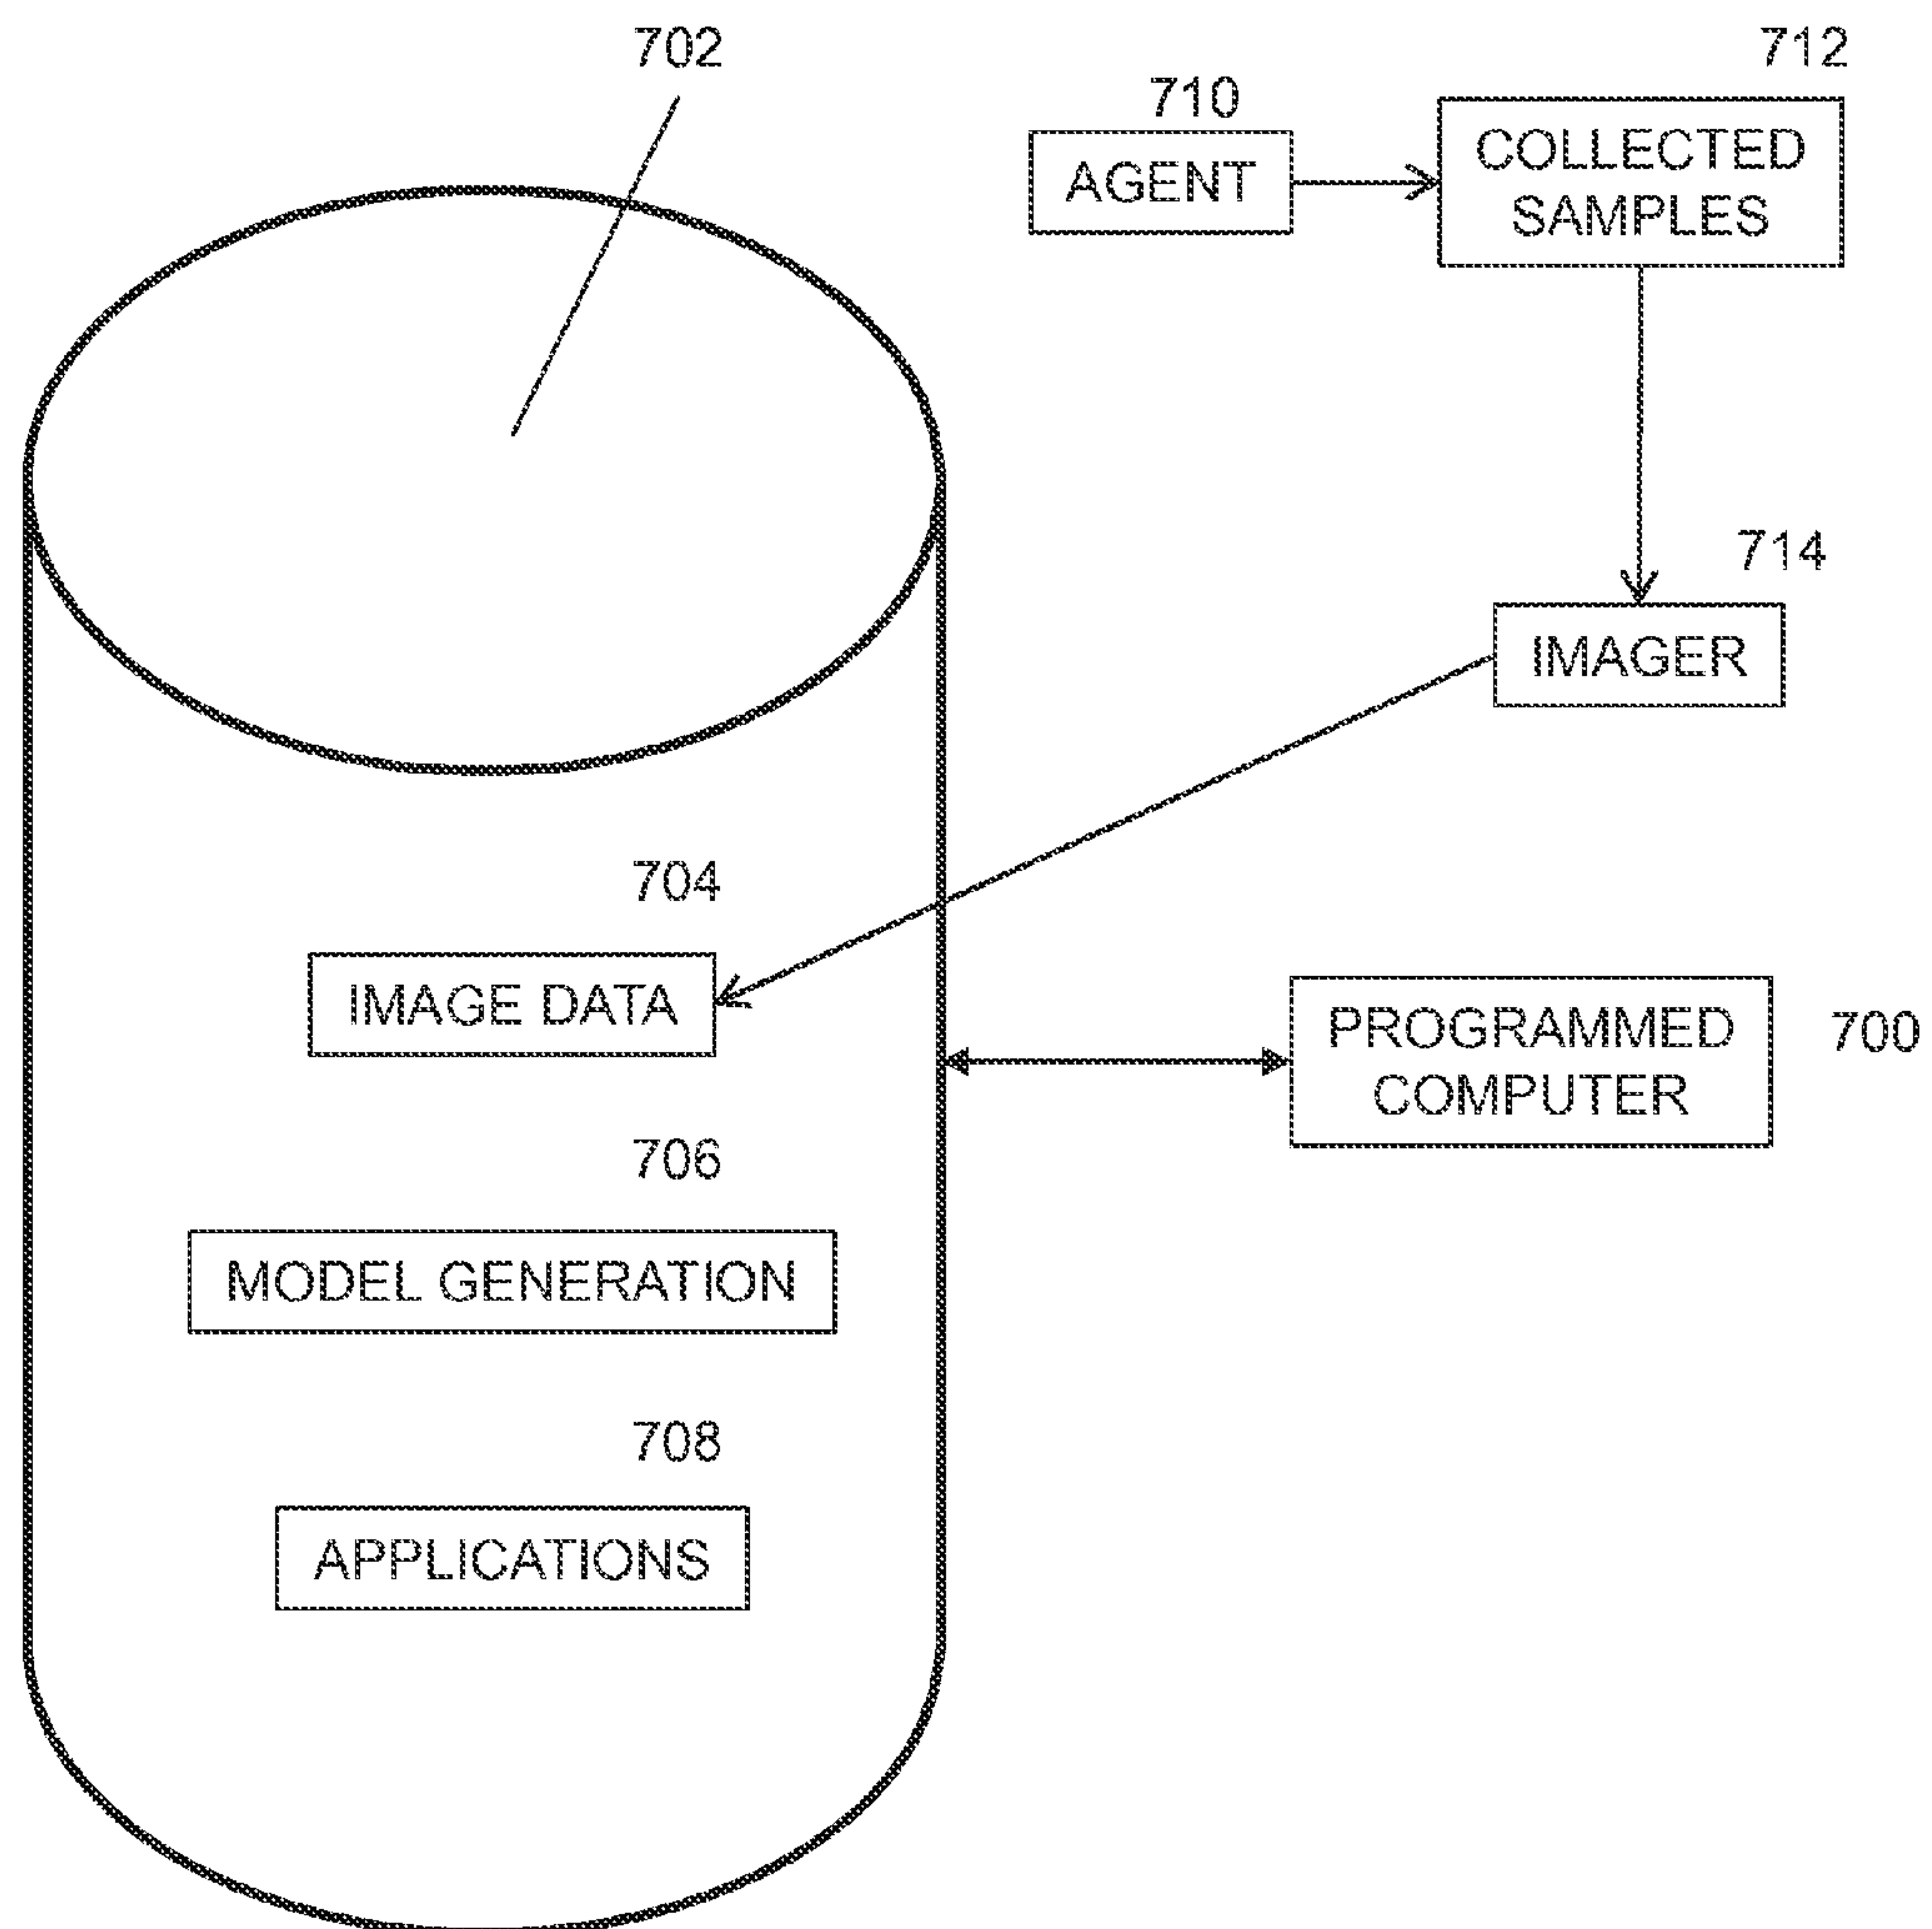 702
712
710
AGENT
COLLECTED
SAMPLES
714
IMAGER
704
IMAGE DATA
PROGRAMMED
COMPUTER
700
706
MODEL GENERATION
708
APPLICATIONS